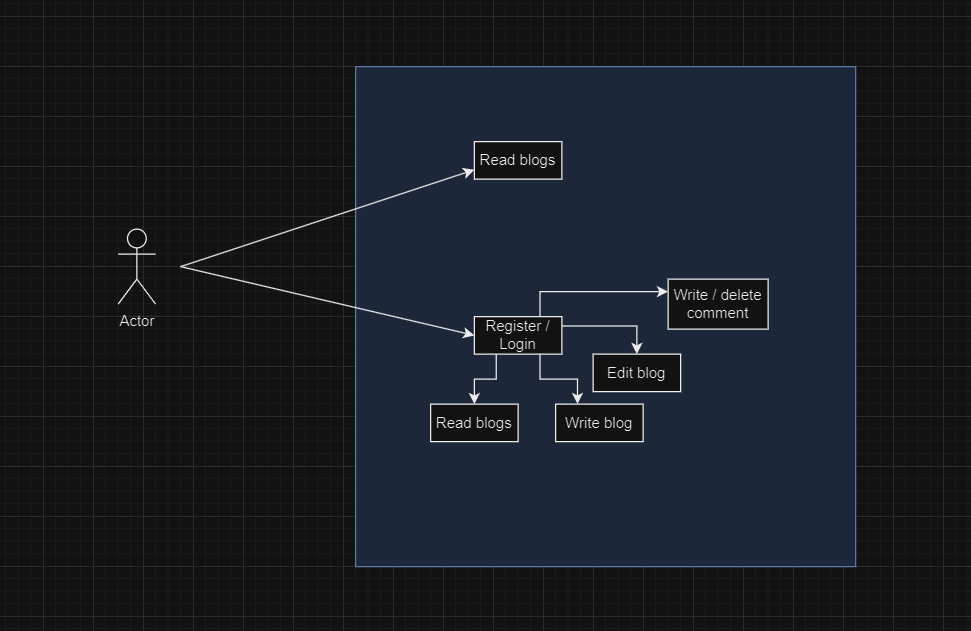 Read blogs
Actor
Register /
Login
Write / delete
comment
Edit blog
Read blogs
Write blog